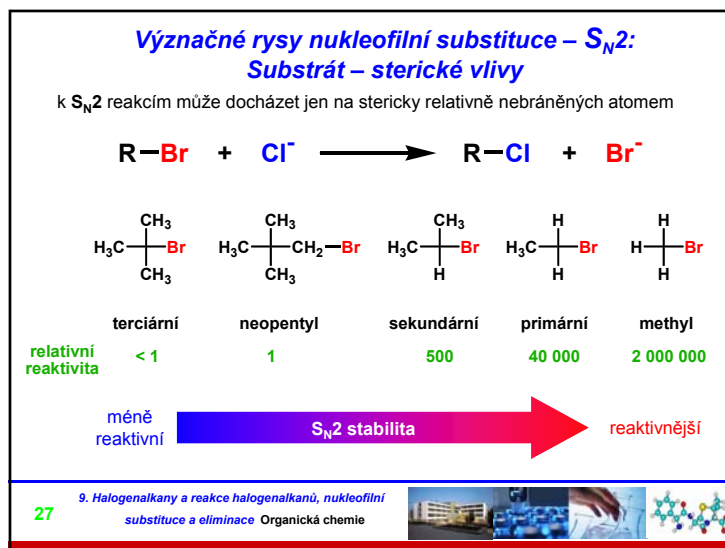 Význačné rysy nukleofilní substituce – SN2:
Substrát – sterické vlivy
k SN2 reakcím může docházet jen na stericky relativně nebráněných atomem
R Br + Cl- R Cl + Br-
CH3 CH3 CH3 H H
H3C Br H3C CH2 Br H3C Br H3C Br H Br
CH3 CH3 H H H
terciární neopentyl sekundární primární methyl
relativní reaktivita < 1 1 500 40 000 2 000 000
méně reaktivní SN2 stabilita reaktivnější
27 9. Halogenalkany a reakce halogenalkanů, nukleofilní
substituce a eliminace Organická chemie